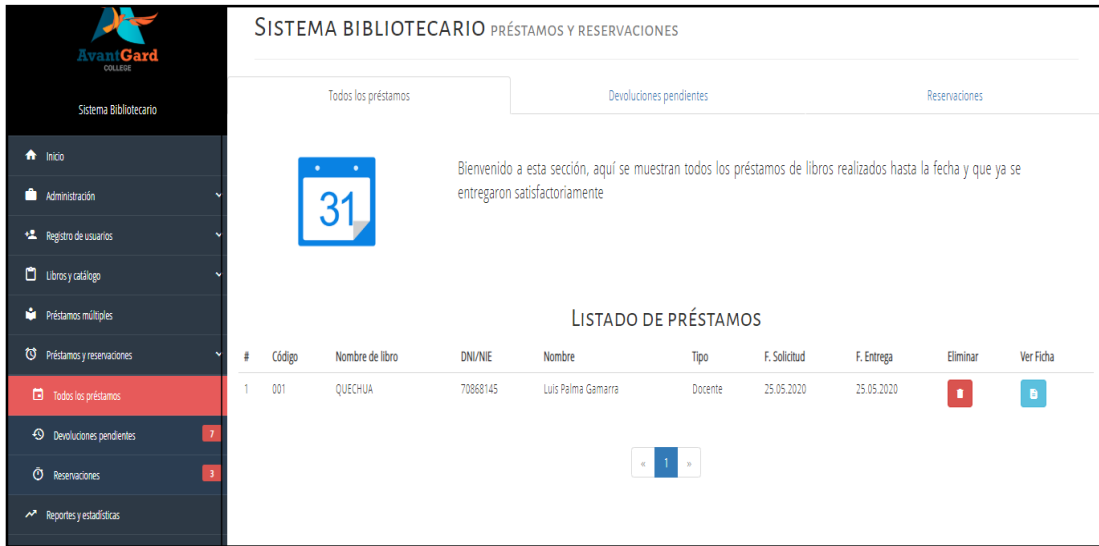 AvantGard
COLLEGE
Sistema Bibliotecario
Inicio
Administración
Registro de usuarios
Libros y catálogo
Préstamos múltiples
Préstamos y reservaciones
Todos los préstamos
Devoluciones pendientes 7
Reservaciones 3
Reportes y estadísticas
SISTEMA BIBLIOTECARIO PRÉSTAMOS Y RESERVACIONES
Todos los préstamos Devoluciones pendientes Reservaciones
31
Bienvenido a esta sección, aquí se muestran todos los préstamos de libros realizados hasta la fecha y que ya se
entregaron satisfactoriamente
LISTADO DE PRÉSTAMOS
# Código Nombre de libro DNI/NIE Nombre Tipo F. Solicitud F. Entrega Eliminar Ver Ficha
1 001 QUECHUA 70868145 Luis Palma Gamarra Docente 25.05.2020 25.05.2020
« 1 »